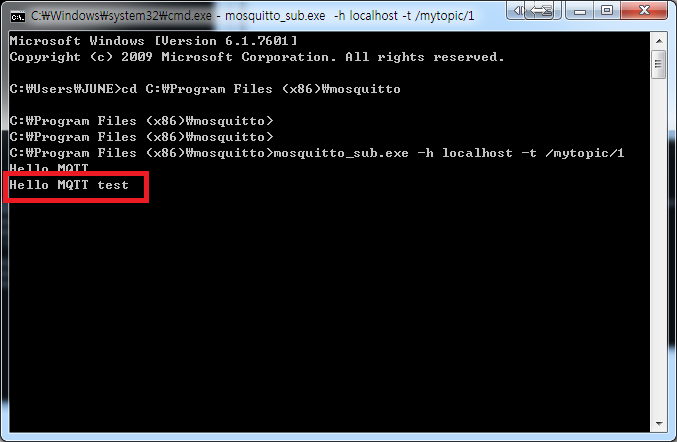 C:₩Windows₩system32₩cmd.exe - mosquitto_sub.exe  -h localhost -t /mytopic/1
Microsoft Windows [Version 6.1.7601]
Copyright (c) 2009 Microsoft Corporation. All rights reserved.
C:₩Users₩JUNE>cd C:₩Program Files (x86)₩mosquitto
C:₩Program Files (x86)₩mosquitto>
C:₩Program Files (x86)₩mosquitto>
C:₩Program Files (x86)₩mosquitto>mosquitto_sub.exe -h localhost -t /mytopic/1
Hello MQTT
Hello MQTT test